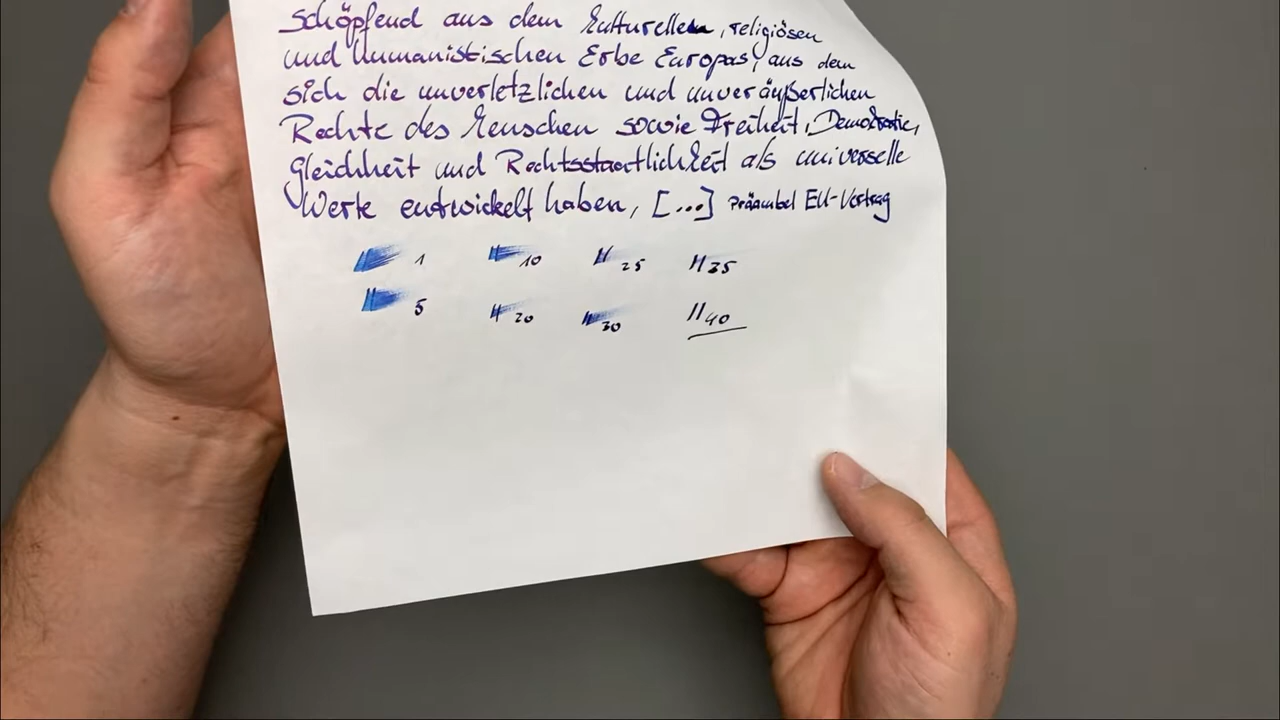 Schöpfend aus dem kulturellen, religiösen
und humanistischen Erbe Europas, aus dem
sich die unverletzlichen und unveräußerlichen
Rechte des Menschen sowie Freiheit, Demokratie,
Gleichheit und Rechtsstaatlichkeit als universelle
Werte entwickelt haben, [...] Präambel EU-Vertrag
1 10 25 35
5 20 30 40